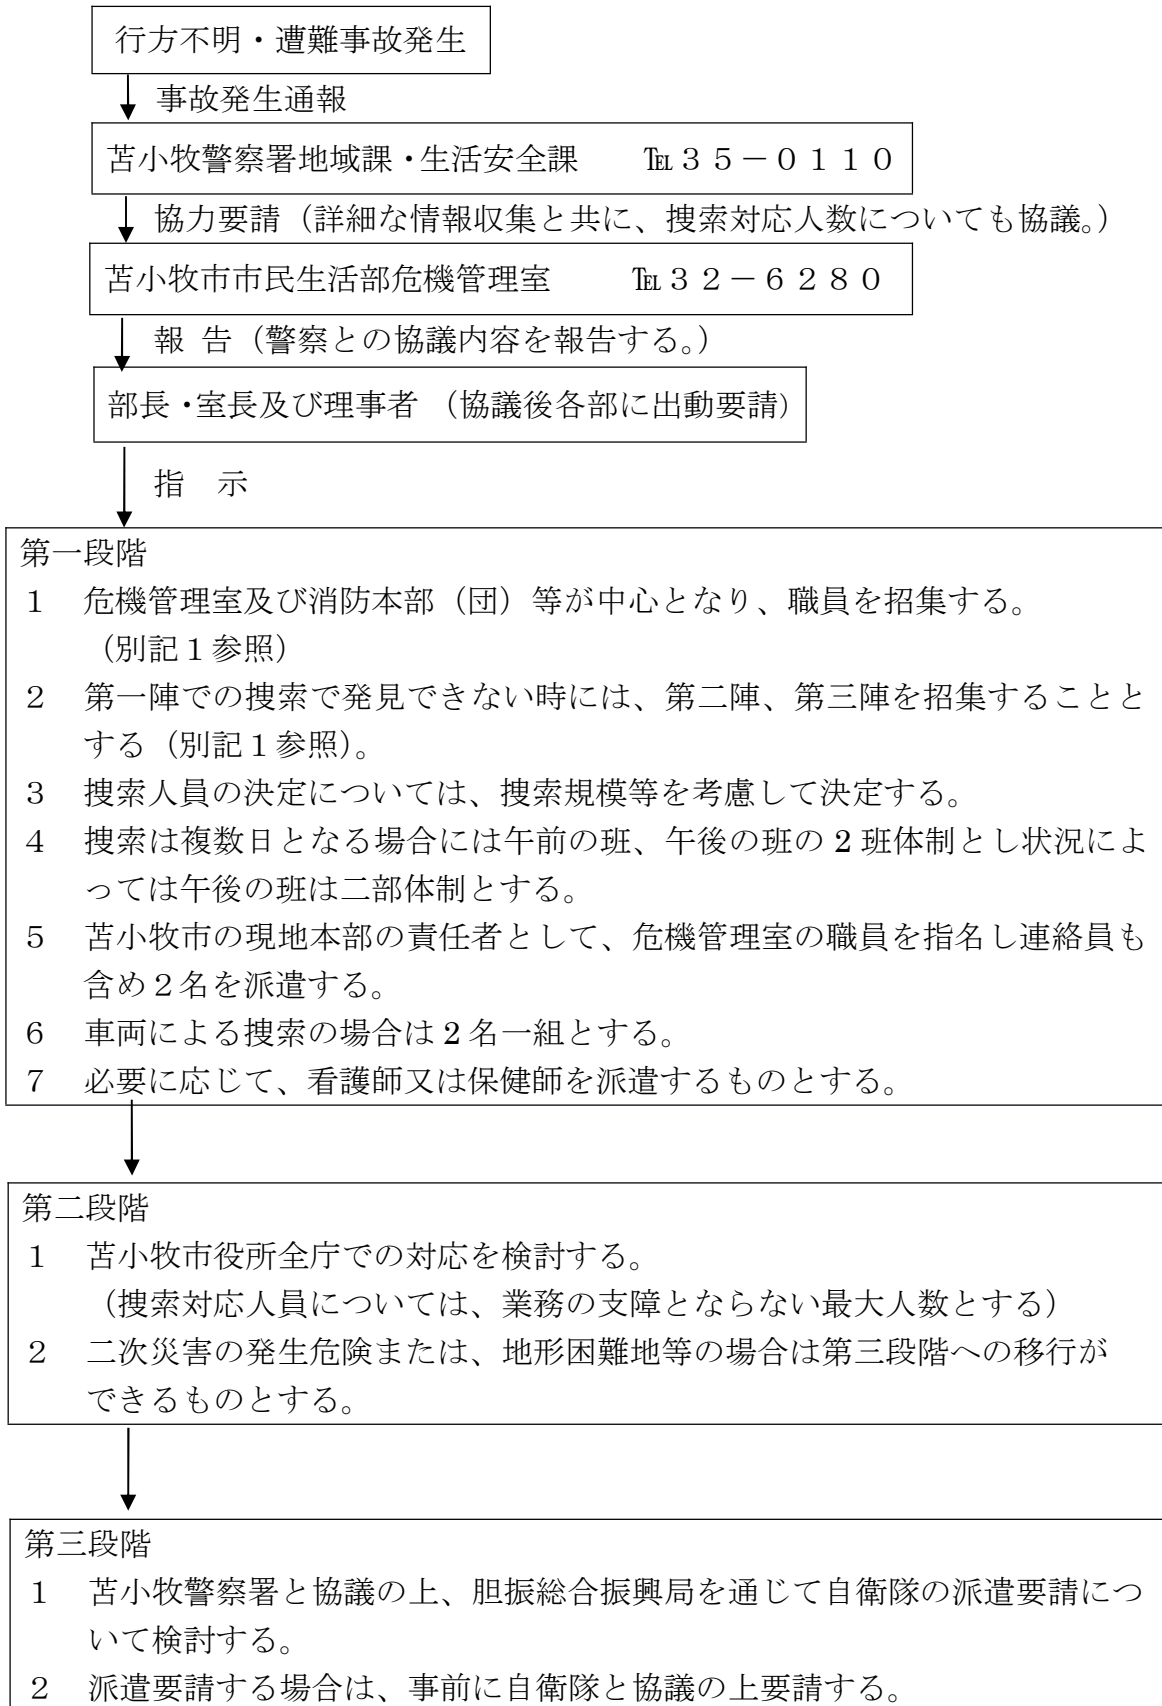 行方不明・遭難事故発生
事故発生通報
苫小牧警察署地域課・生活安全課　℡３５－０１１０
協力要請（詳細な情報収集と共に、捜索対応人数についても協議。）
苫小牧市市民生活部危機管理室　℡３２－６２８０
報 告（警察との協議内容を報告する。）
部長・室長及び理事者 （協議後各部に出動要請）
指　示
第一段階
１　危機管理室及び消防本部（団）等が中心となり、職員を招集する。
（別記１参照）
２　第一陣での捜索で発見できない時には、第二陣、第三陣を招集することと
する（別記１参照）。
３　捜索人員の決定については、捜索規模等を考慮して決定する。
４　捜索は複数日となる場合には午前の班、午後の班の 2 班体制とし状況によ
っては午後の班は二部体制とする。
５　苫小牧市の現地本部の責任者として、危機管理室の職員を指名し連絡員も
含め２名を派遣する。
６　車両による捜索の場合は 2 名一組とする。
７　必要に応じて、看護師又は保健師を派遣するものとする。
第二段階
１　苫小牧市役所全庁での対応を検討する。
（捜索対応人員については、業務の支障とならない最大人数とする）
２　二次災害の発生危険または、地形困難地等の場合は第三段階への移行が
できるものとする。
第三段階
１　苫小牧警察署と協議の上、胆振総合振興局を通じて自衛隊の派遣要請につ
いて検討する。
２　派遣要請する場合は、事前に自衛隊と協議の上要請する。